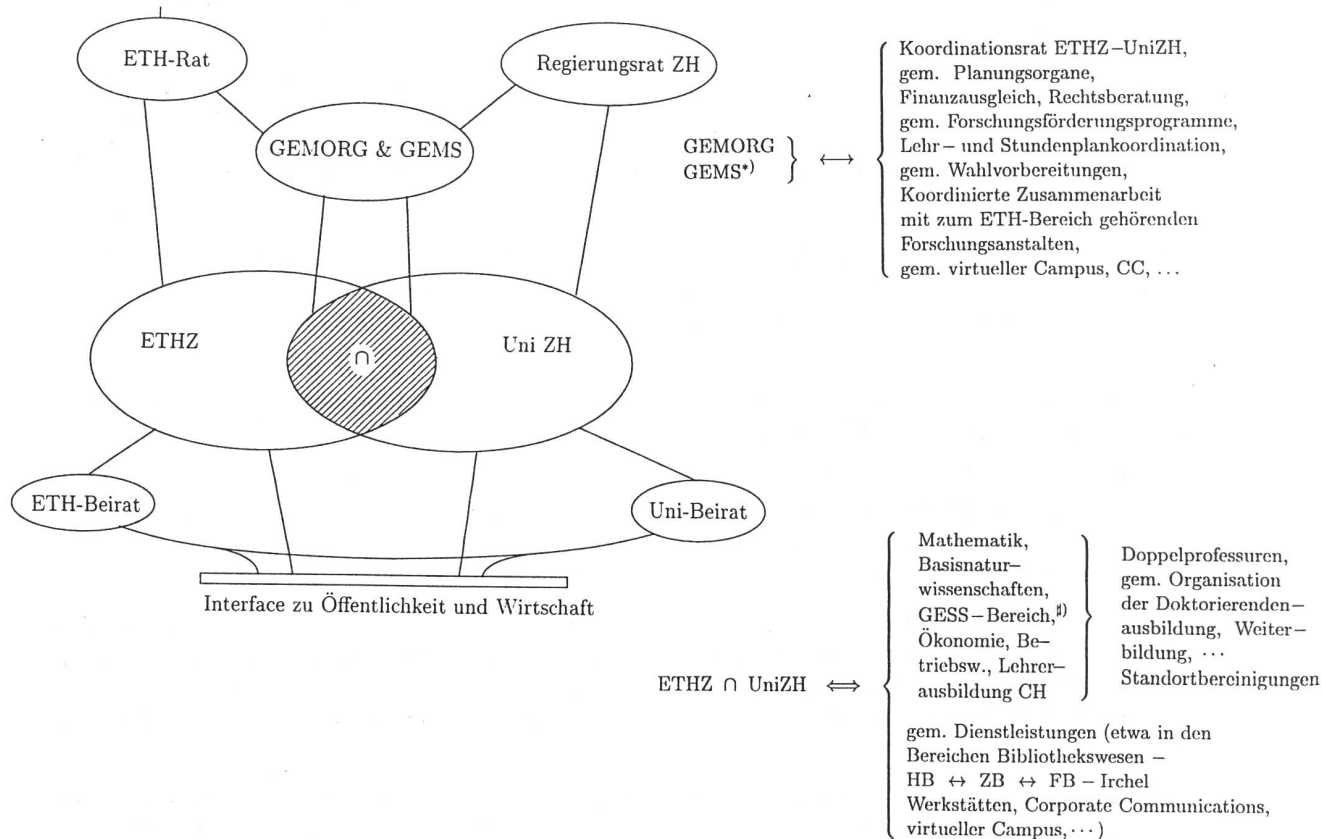 ETH-Rat
Regierungsrat ZH
GEMORG & GEMS
ETHZ
∩
Uni ZH
ETH-Beirat
Uni-Beirat
Interface zu Öffentlichkeit und Wirtschaft
GEMORG
GEMS*)
↔
Koordinationsrat ETHZ–UniZH,
gem. Planungsorgane,
Finanzausgleich, Rechtsberatung,
gem. Forschungsförderungsprogramme,
Lehr– und Stundenplankoordination,
gem. Wahlvorbereitungen,
Koordinierte Zusammenarbeit
mit zum ETH-Bereich gehörenden
Forschungsanstalten,
gem. virtueller Campus, CC, ...
ETHZ ∩ UniZH ⟺
Mathematik,
Basisnatur–
wissenschaften,
GESS–Bereich,♯)
Ökonomie, Be–
triebsw., Lehrer–
ausbildung CH
Doppelprofessuren,
gem. Organisation
der Doktorierenden–
ausbildung, Weiter–
bildung, ···
Standortbereinigungen
gem. Dienstleistungen (etwa in den
Bereichen Bibliothekswesen –
HB ↔ ZB ↔ FB – Irchel
Werkstätten, Corporate Communications,
virtueller Campus, ···)